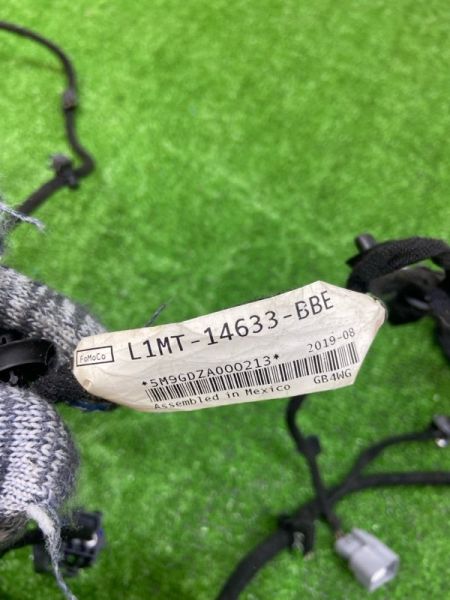 FoMoCo L1MT-14633-BBE
*5M9GDZA000213* 2019-08
Assembled in Mexico GB4WG